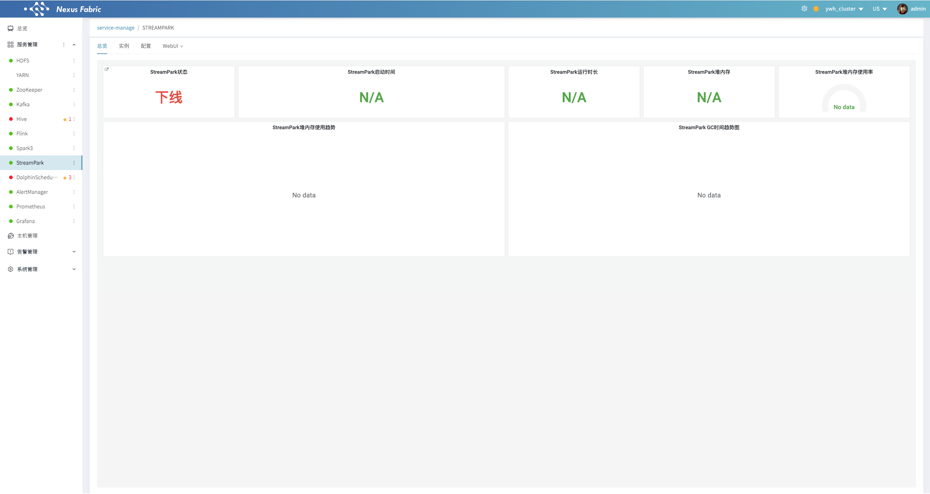 Nexus Fabric
ywh_cluster
US
admin
总览
服务管理
HDFS
YARN
ZooKeeper
Kafka
Hive
1
Flink
Spark3
StreamPark
DolphinSchedu···
3
AlertManager
Prometheus
Grafana
主机管理
告警管理
系统管理
service-manage / STREAMPARK
总览 实例 配置 WebUI
StreamPark状态
下线
StreamPark启动时间
N/A
StreamPark运行时长
N/A
StreamPark堆内存
N/A
StreamPark堆内存使用率
No data
StreamPark堆内存使用趋势
No data
StreamPark GC时间趋势图
No data